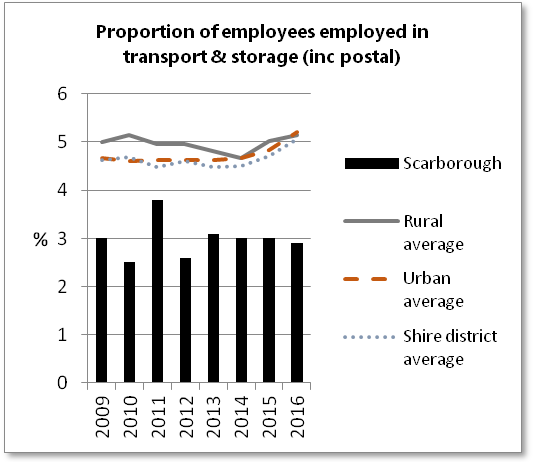 Proportion of employees employed in
transport & storage (inc postal)
6
5
4
3
2
1
0
%
2009
2010
2011
2012
2013
2014
2015
2016
Scarborough
Rural
average
Urban
average
Shire district
average